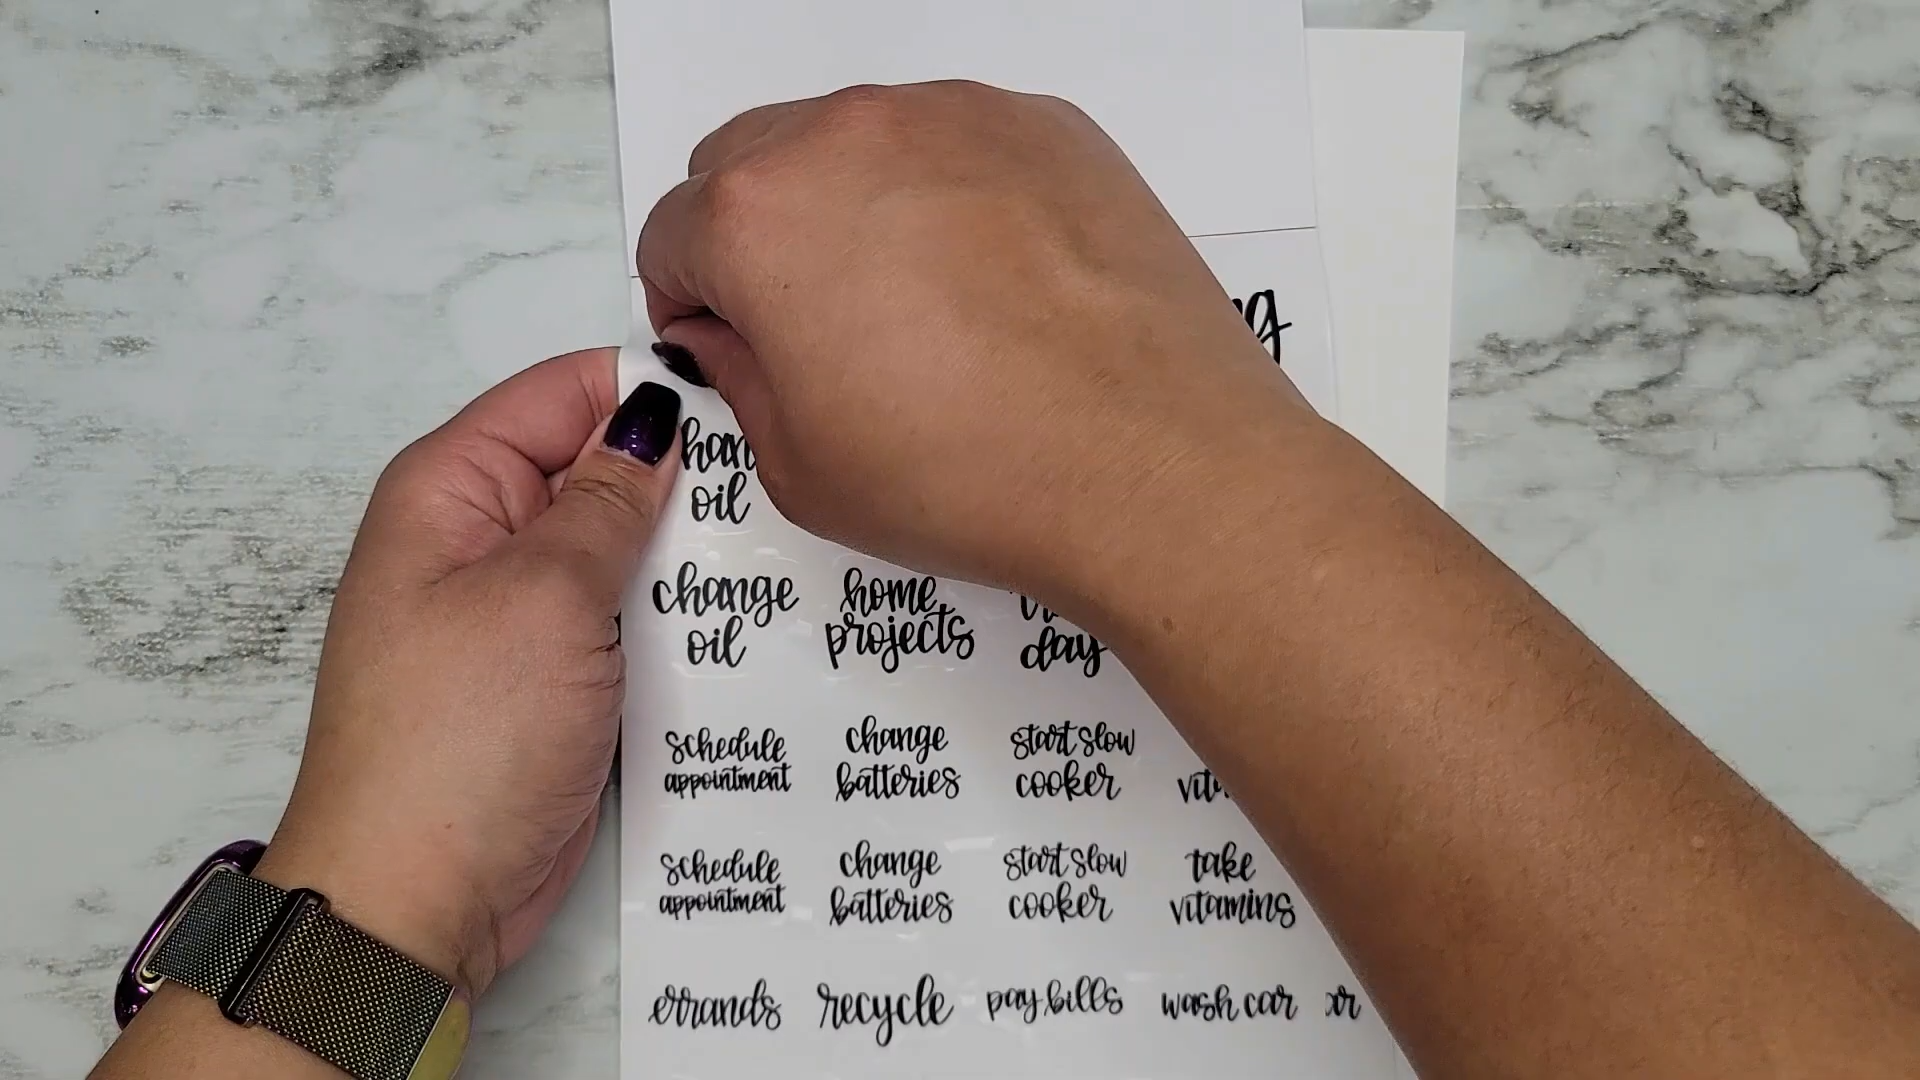 oil
change home
oil projects
day
schedule change start slow
appointment batteries cooker
schedule change start slow take
appointment batteries cooker vitamins
errands recycle pay bills wash car